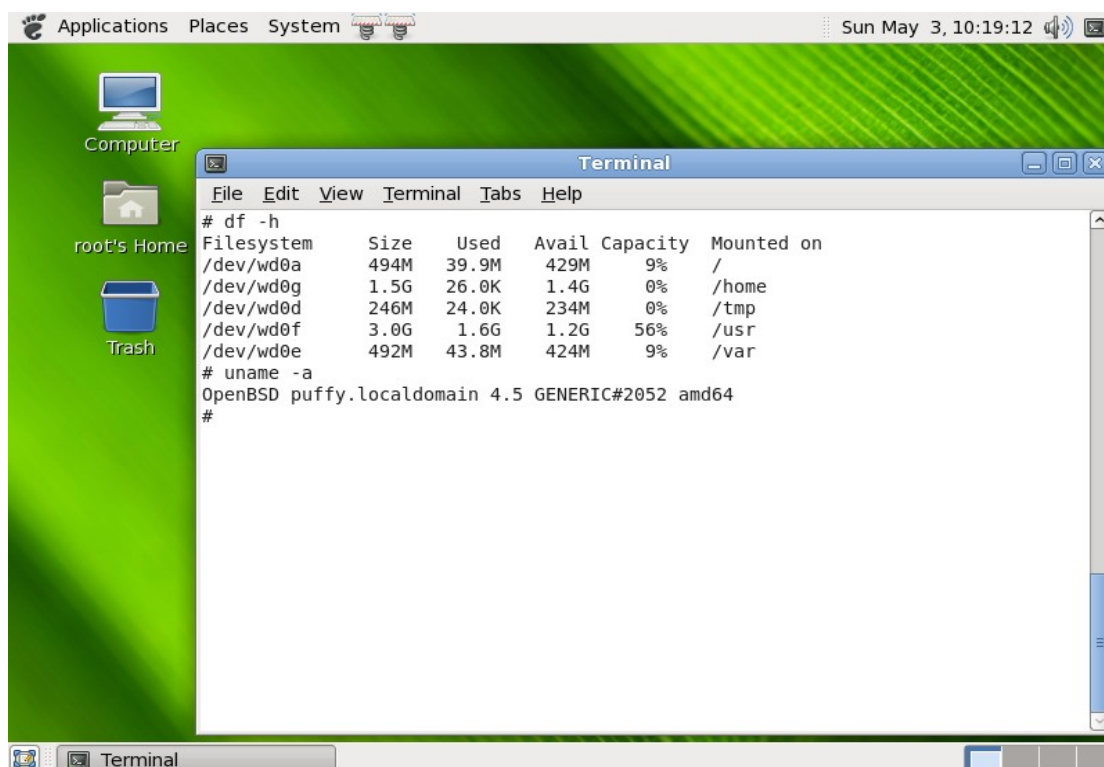 Applications Places System Sun May 3, 10:19:12
Computer
root's Home
Trash
Terminal
File Edit View Terminal Tabs Help
# df -h
Filesystem Size Used Avail Capacity Mounted on
/dev/wd0a 494M 39.9M 429M 9% /
/dev/wd0g 1.5G 26.0K 1.4G 0% /home
/dev/wd0d 246M 24.0K 234M 0% /tmp
/dev/wd0f 3.0G 1.6G 1.2G 56% /usr
/dev/wd0e 492M 43.8M 424M 9% /var
# uname -a
OpenBSD puffy.localdomain 4.5 GENERIC#2052 amd64
#
Terminal